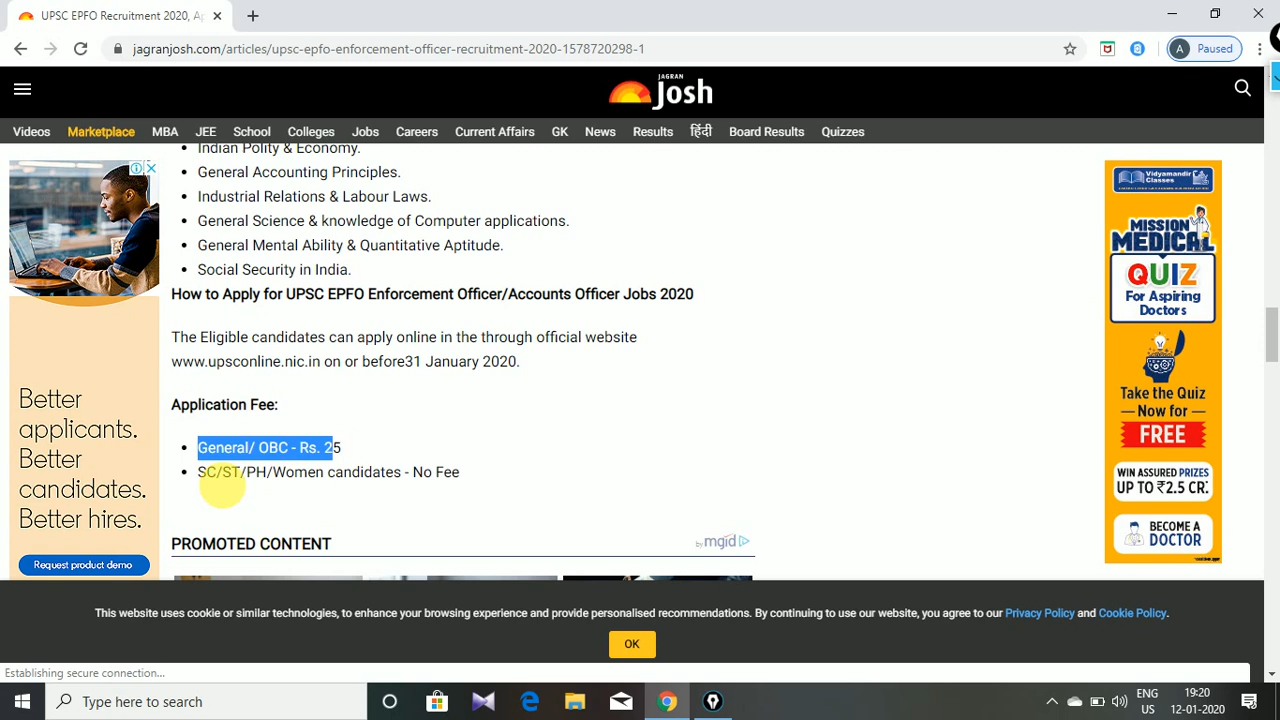 UPSC EPFO Recruitment 2020, Ap
jagranjosh.com/articles/upsc-epfo-enforcement-officer-recruitment-2020-1578720298-1
A Paused
JAGRAN
Josh
Videos Marketplace MBA JEE School Colleges Jobs Careers Current Affairs GK News Results हिंदी Board Results Quizzes
Indian Polity & Economy.
General Accounting Principles.
Industrial Relations & Labour Laws.
General Science & knowledge of Computer applications.
General Mental Ability & Quantitative Aptitude.
Social Security in India.
How to Apply for UPSC EPFO Enforcement Officer/Accounts Officer Jobs 2020
The Eligible candidates can apply online in the through official website
www.upsconline.nic.in on or before31 January 2020.
Application Fee:
General/ OBC - Rs. 25
SC/ST/PH/Women candidates - No Fee
PROMOTED CONTENT
by mgid
Better
applicants.
Better
candidates.
Better hires.
Request product demo
Vidyamandir
Classes
MISSION
MEDICAL
QUIZ
For Aspiring
Doctors
Take the Quiz
Now for
FREE
WIN ASSURED PRIZES
UP TO ₹2.5 CR.
BECOME A
DOCTOR
This website uses cookie or similar technologies, to enhance your browsing experience and provide personalised recommendations. By continuing to use our website, you agree to our Privacy Policy and Cookie Policy.
OK
Establishing secure connection...
Type here to search
ENG
US
19:20
12-01-2020